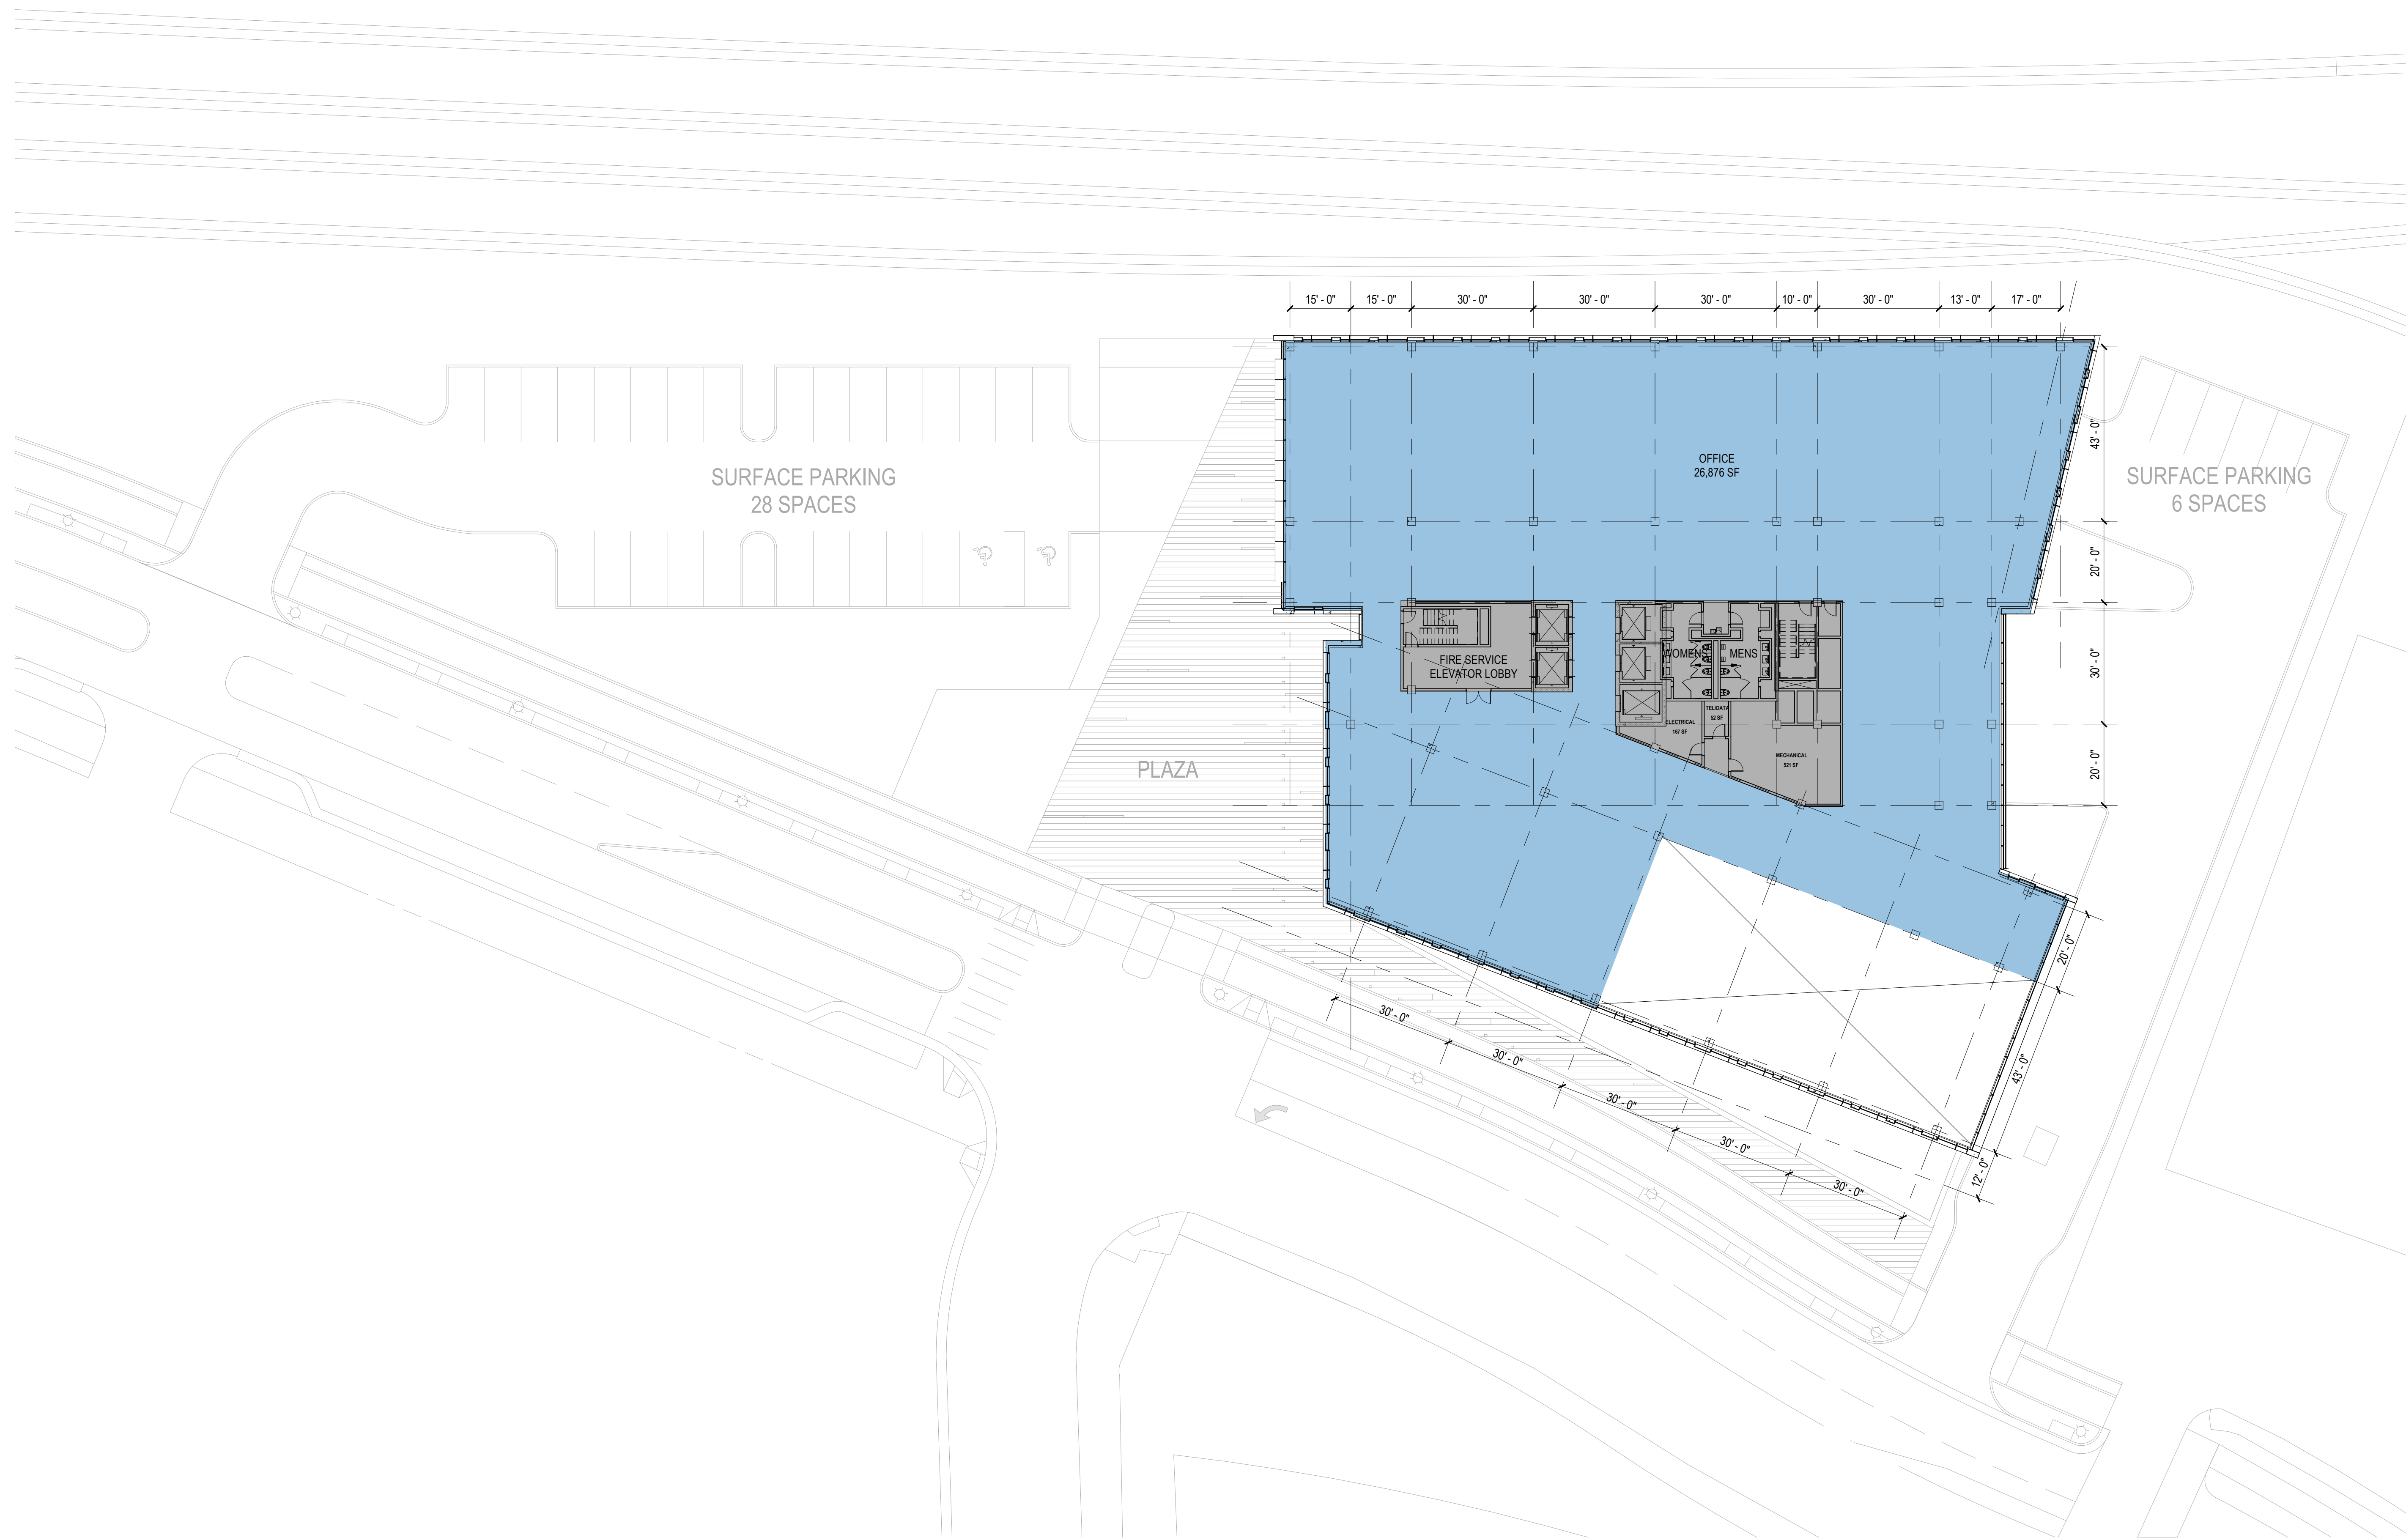 15' - 0"
15' - 0"
30' - 0"
30' - 0"
30' - 0"
10' - 0"
30' - 0"
13' - 0"
17' - 0"
43' - 0"
OFFICE
26,876 SF
SURFACE PARKING
28 SPACES
SURFACE PARKING
6 SPACES
20' - 0"
FIRE SERVICE
ELEVATOR LOBBY
WOMENS
MENS
30' - 0"
TEL/DATA
52 SF
ELECTRICAL
167 SF
MECHANICAL
521 SF
20' - 0"
PLAZA
20' - 0"
30' - 0"
30' - 0"
30' - 0"
30' - 0"
30' - 0"
43' - 0"
12' - 0"